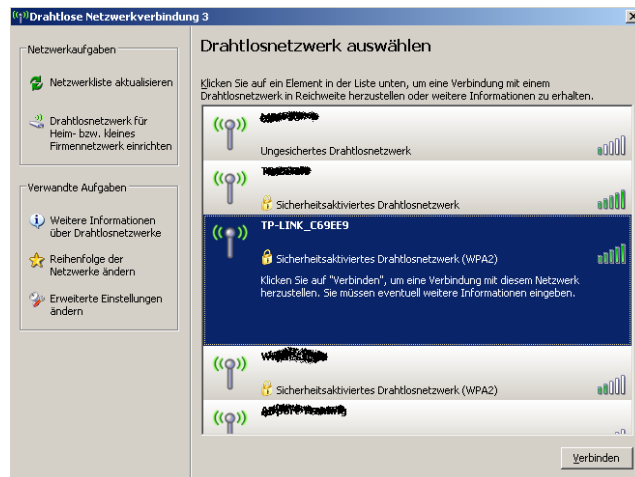 Drahtlose Netzwerkverbindung 3
Netzwerkaufgaben
Netzwerkliste aktualisieren
Drahtlosnetzwerk für
Heim- bzw. kleines
Firmennetzwerk einrichten
Verwandte Aufgaben
Weitere Informationen
über Drahtlosnetzwerke
Reihenfolge der
Netzwerke ändern
Erweiterte Einstellungen
ändern
Drahtlosnetzwerk auswählen
Klicken Sie auf ein Element in der Liste unten, um eine Verbindung mit einem
Drahtlosnetzwerk in Reichweite herzustellen oder weitere Informationen zu erhalten.
Ungesichertes Drahtlosnetzwerk
Sicherheitsaktiviertes Drahtlosnetzwerk
TP-LINK_C69EE9
Sicherheitsaktiviertes Drahtlosnetzwerk (WPA2)
Klicken Sie auf "Verbinden", um eine Verbindung mit diesem Netzwerk
herzustellen. Sie müssen eventuell weitere Informationen eingeben.
Sicherheitsaktiviertes Drahtlosnetzwerk (WPA2)
Verbinden